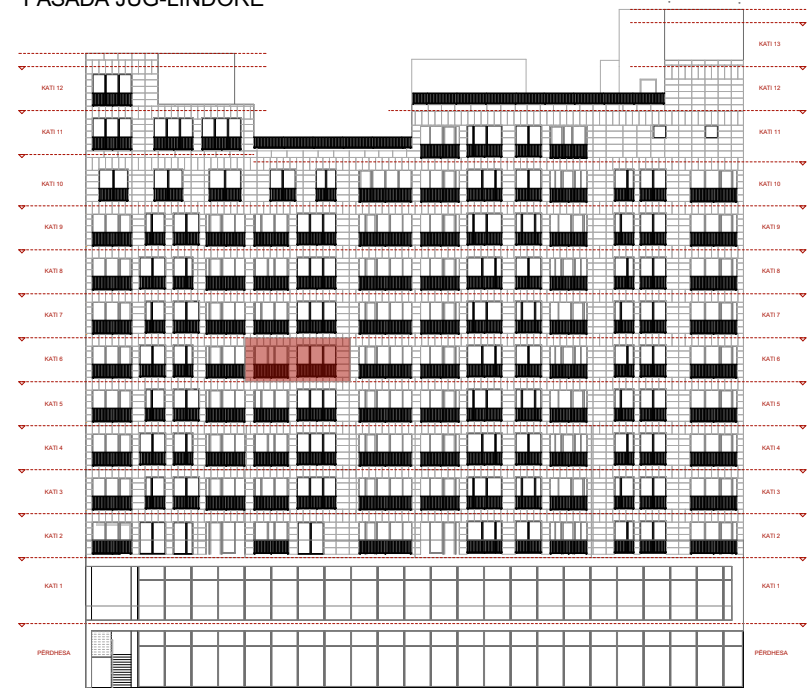 FASADA JUG-LINDORE
KATI 13
KATI 12 KATI 12
KATI 11 KATI 11
KATI 10 KATI 10
KATI 9 KATI 9
KATI 8 KATI 8
KATI 7 KATI 7
KATI 6 KATI 6
KATI 5 KATI 5
KATI 4 KATI 4
KATI 3 KATI 3
KATI 2 KATI 2
KATI 1 KATI 1
PËRDHESA PËRDHESA